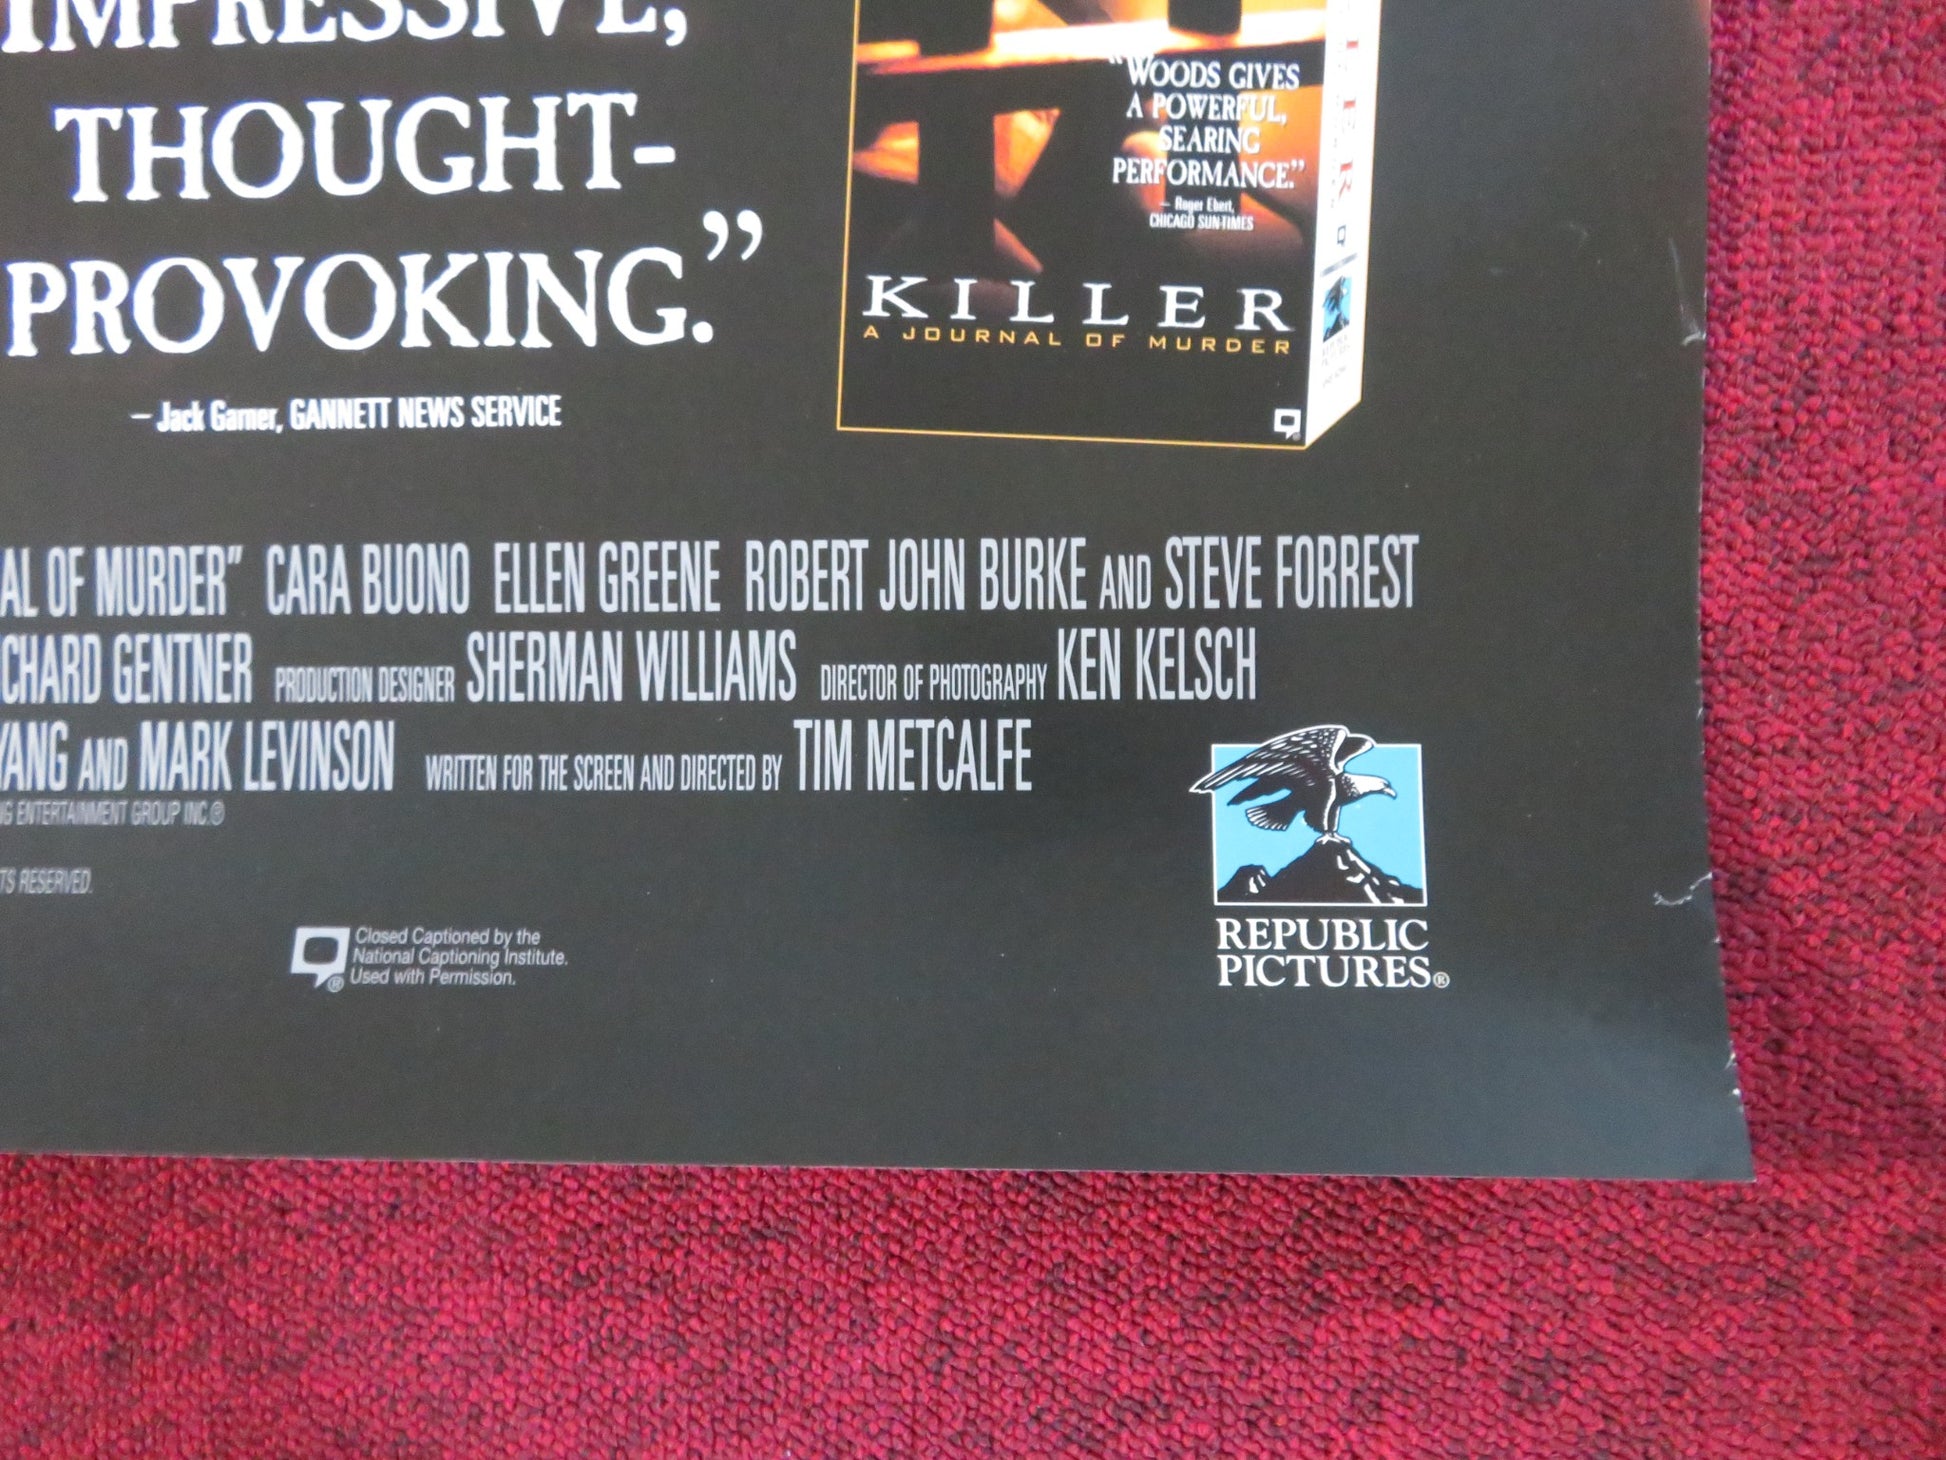 IMPRESSIVE,
THOUGHT-
PROVOKING.”
– Jack Garner, GANNETT NEWS SERVICE
“WOODS GIVES
A POWERFUL,
SEARING
PERFORMANCE.”
– Roger Ebert,
CHICAGO SUN-TIMES
KILLER
A JOURNAL OF MURDER
AL OF MURDER” CARA BUONO ELLEN GREENE ROBERT JOHN BURKE AND STEVE FORREST
CHARD GENTNER PRODUCTION DESIGNER SHERMAN WILLIAMS DIRECTOR OF PHOTOGRAPHY KEN KELSCH
YANG AND MARK LEVINSON WRITTEN FOR THE SCREEN AND DIRECTED BY TIM METCALFE
NG ENTERTAINMENT GROUP INC.®
TS RESERVED.
Closed Captioned by the
National Captioning Institute.
® Used with Permission.
REPUBLIC
PICTURES®